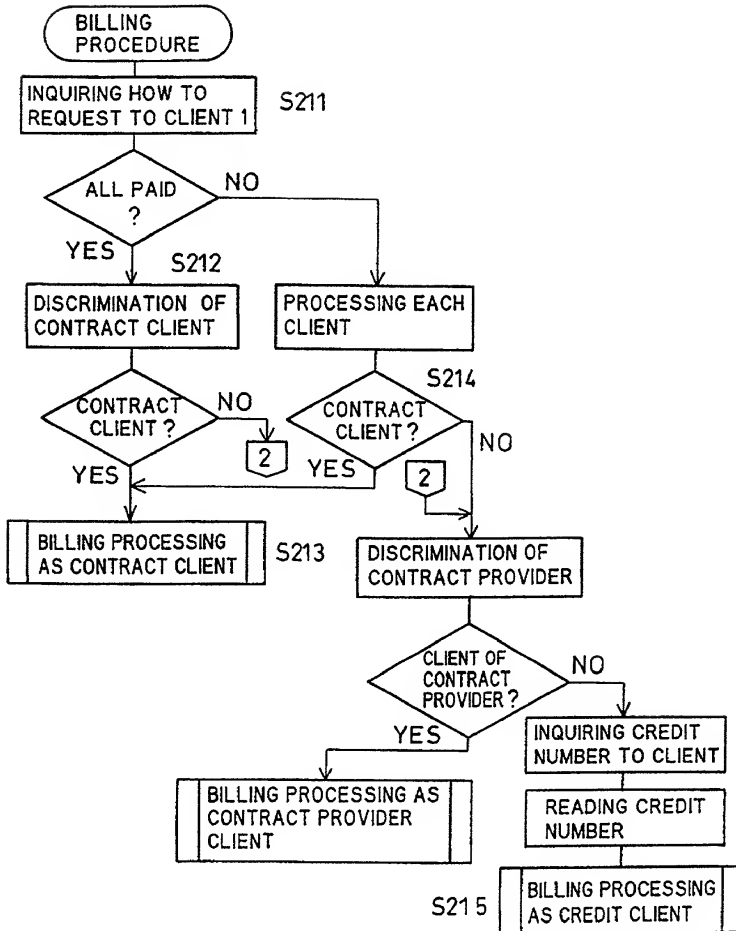 BILLING
PROCEDURE
INQUIRING HOW TO
REQUEST TO CLIENT 1
S211
ALL PAID
?
NO
YES
S212
DISCRIMINATION OF
CONTRACT CLIENT
PROCESSING EACH
CLIENT
S214
CONTRACT
CLIENT?
NO
2
YES
CONTRACT
CLIENT?
NO
YES
2
BILLING PROCESSING
AS CONTRACT CLIENT
S213
DISCRIMINATION OF
CONTRACT PROVIDER
CLIENT OF
CONTRACT
PROVIDER?
NO
YES
INQUIRING CREDIT
NUMBER TO CLIENT
BILLING PROCESSING AS
CONTRACT PROVIDER
CLIENT
READING CREDIT
NUMBER
S215
BILLING PROCESSING
AS CREDIT CLIENT